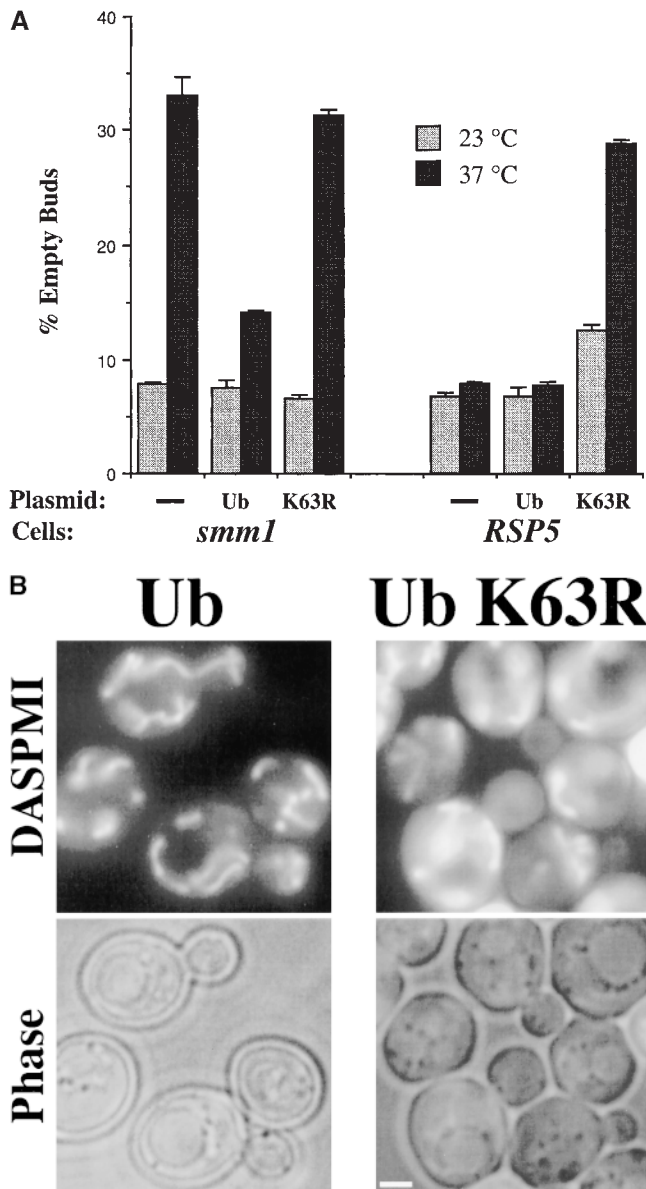 A
40
30
20
10
0
% Empty Buds
23 °C
37 °C
Plasmid: — Ub K63R — Ub K63R
Cells: smm1 RSP5
B
Ub Ub K63R
DASPMI
Phase